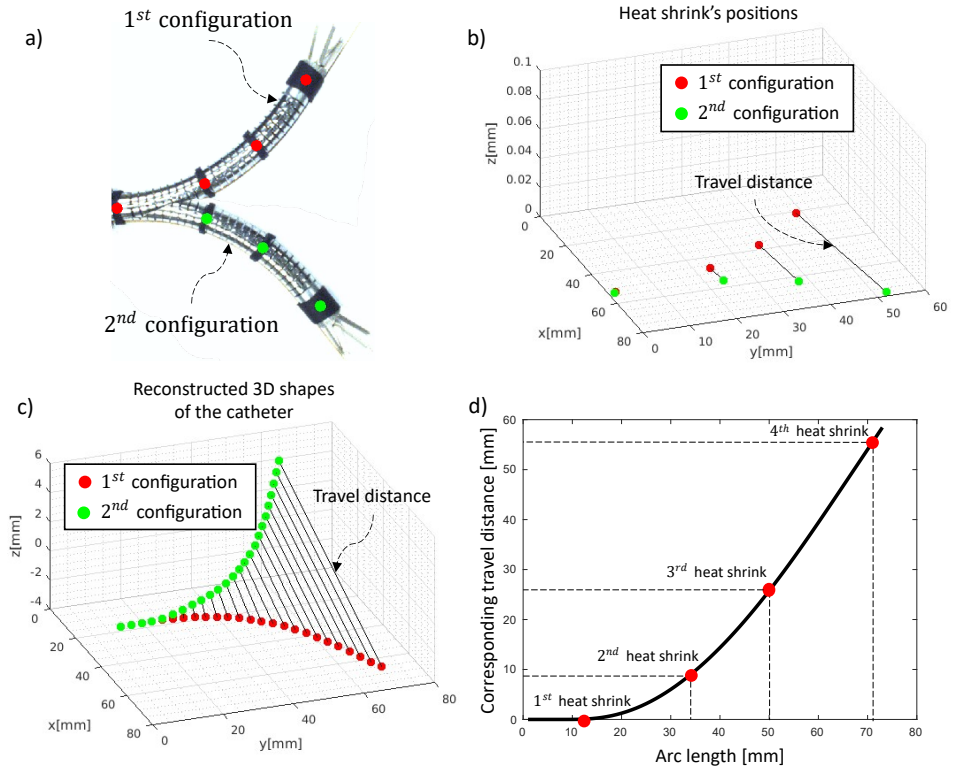 a)
1st configuration
2nd configuration
b)
Heat shrink's positions
1st configuration
2nd configuration
Travel distance
z[mm]
0.1
0.08
0.06
0.04
0.02
0
0
20
40
60
80
x[mm]
0
10
20
30
40
50
60
y[mm]
c)
Reconstructed 3D shapes
of the catheter
1st configuration
2nd configuration
Travel distance
z[mm]
6
4
2
0
-2
-4
0
20
40
60
80
x[mm]
0
20
40
60
80
y[mm]
d)
Corresponding travel distance [mm]
60
50
40
30
20
10
0
4th heat shrink
3rd heat shrink
2nd heat shrink
1st heat shrink
0
10
20
30
40
50
60
70
80
Arc length [mm]